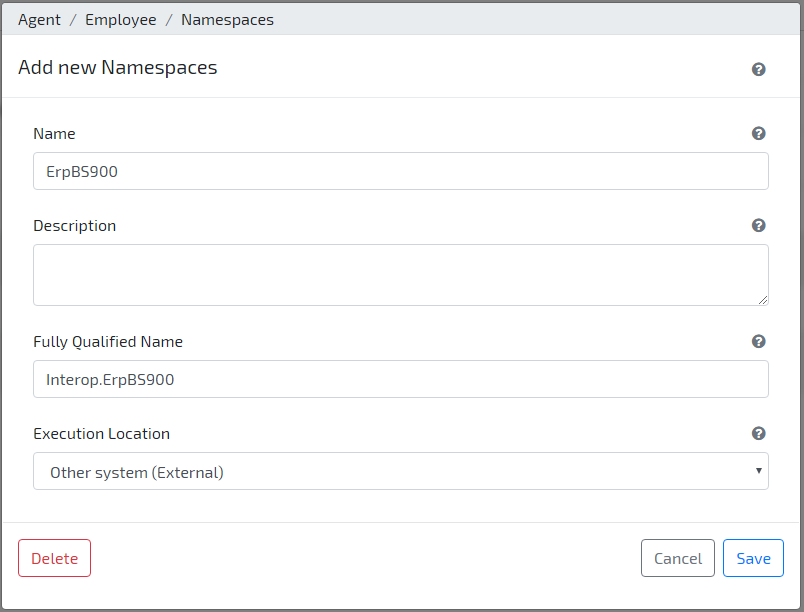 Agent / Employee / Namespaces
Add new Namespaces
Name
ErpBS900
Description
Fully Qualified Name
Interop.ErpBS900
Execution Location
Other system (External)
Delete Cancel Save